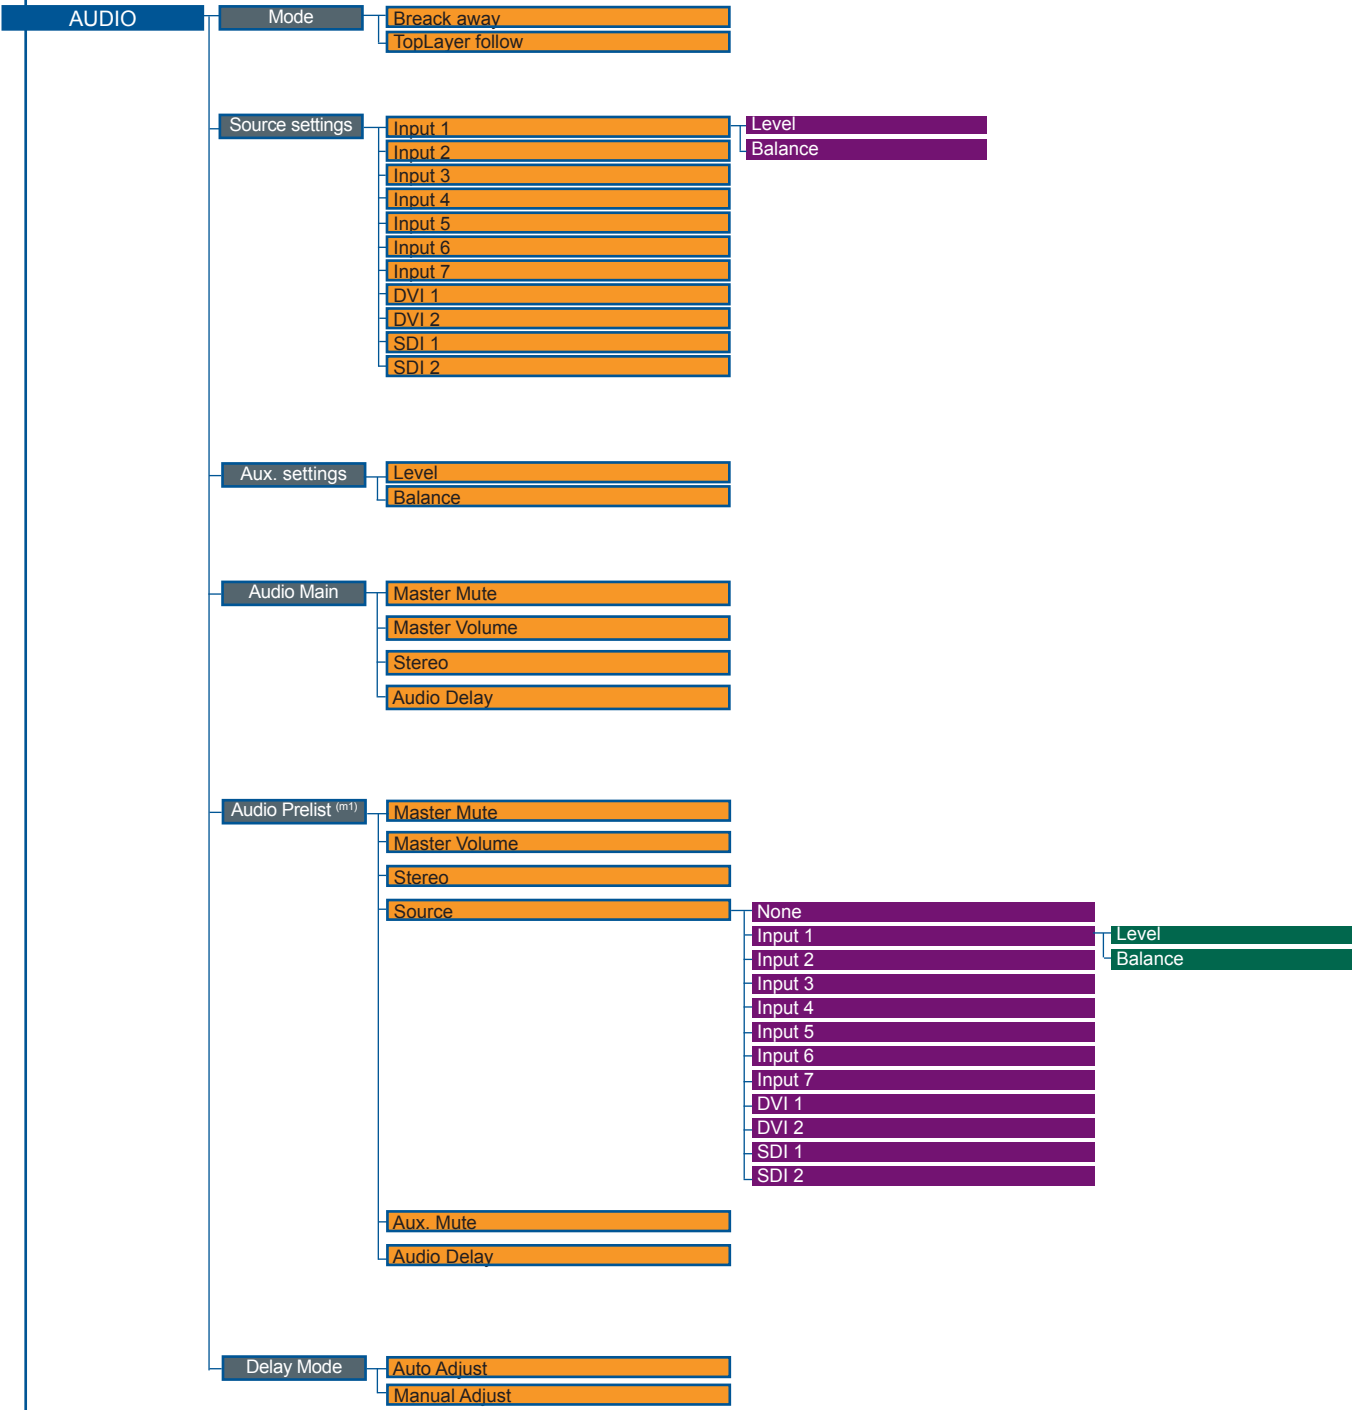 AUDIO
Mode
Breack away
TopLayer follow
Source settings
Input 1
Level
Balance
Input 2
Input 3
Input 4
Input 5
Input 6
Input 7
DVI 1
DVI 2
SDI 1
SDI 2
Aux. settings
Level
Balance
Audio Main
Master Mute
Master Volume
Stereo
Audio Delay
Audio Prelist (m1)
Master Mute
Master Volume
Stereo
Source
None
Input 1
Level
Balance
Input 2
Input 3
Input 4
Input 5
Input 6
Input 7
DVI 1
DVI 2
SDI 1
SDI 2
Aux. Mute
Audio Delay
Delay Mode
Auto Adjust
Manual Adjust